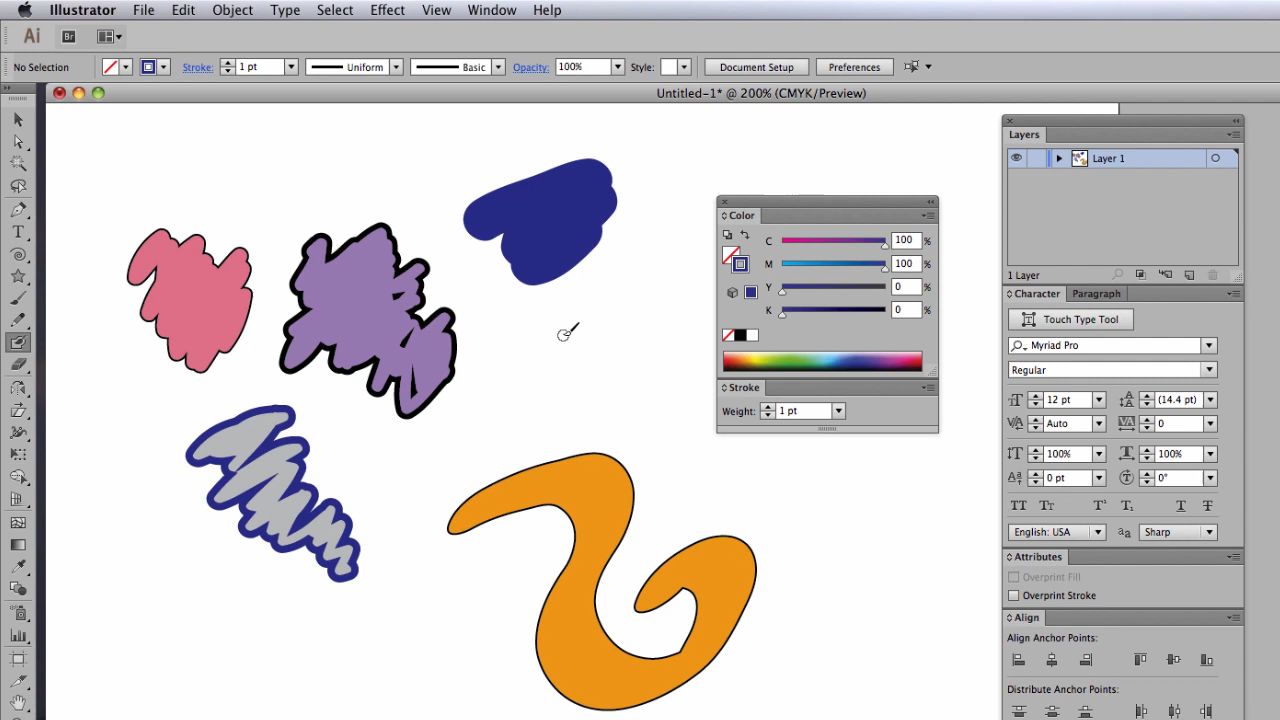 Illustrator File Edit Object Type Select Effect View Window Help
Ai Br
No Selection Stroke: 1 pt Uniform Basic Opacity: 100% Style: Document Setup Preferences
Untitled-1* @ 200% (CMYK/Preview)
Layers
Layer 1
1 Layer
Color
C 100 %
M 100 %
Y 0 %
K 0 %
Stroke
Weight: 1 pt
Character Paragraph
Touch Type Tool
Myriad Pro
Regular
12 pt (14.4 pt)
Auto 0
100% 100%
0 pt 0°
TT Tt T¹ T₁ T T
English: USA Sharp
Attributes
Overprint Fill
Overprint Stroke
Align
Align Anchor Points:
Distribute Anchor Points: